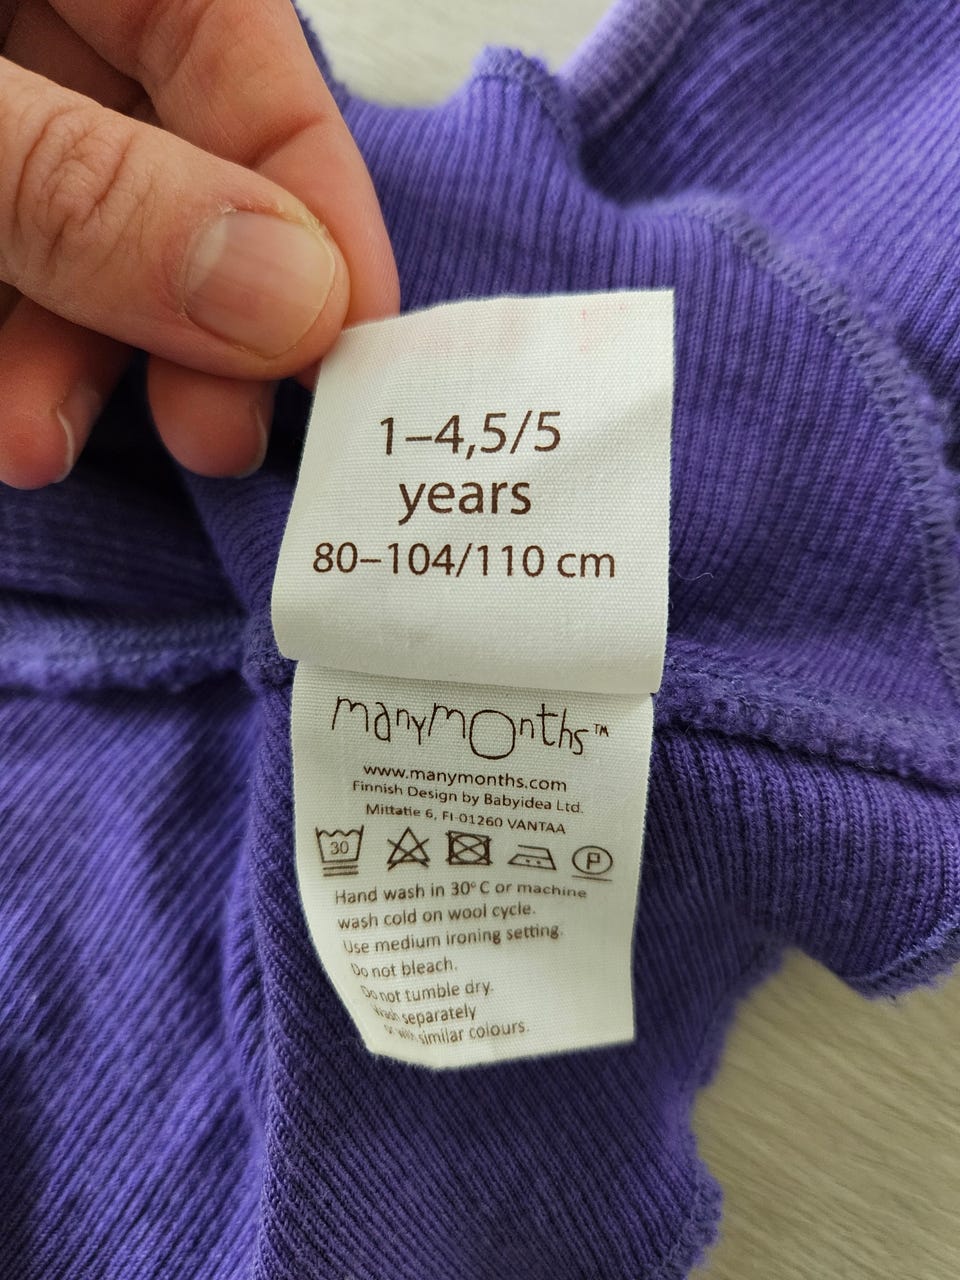 1–4,5/5
years
80–104/110 cm
manymonths™
www.manymonths.com
Finnish Design by Babyidea Ltd.
Mittatie 6, FI-01260 VANTAA
30
P
Hand wash in 30°C or machine
wash cold on wool cycle.
Use medium ironing setting.
Do not bleach.
Do not tumble dry.
Wash separately
or with similar colours.